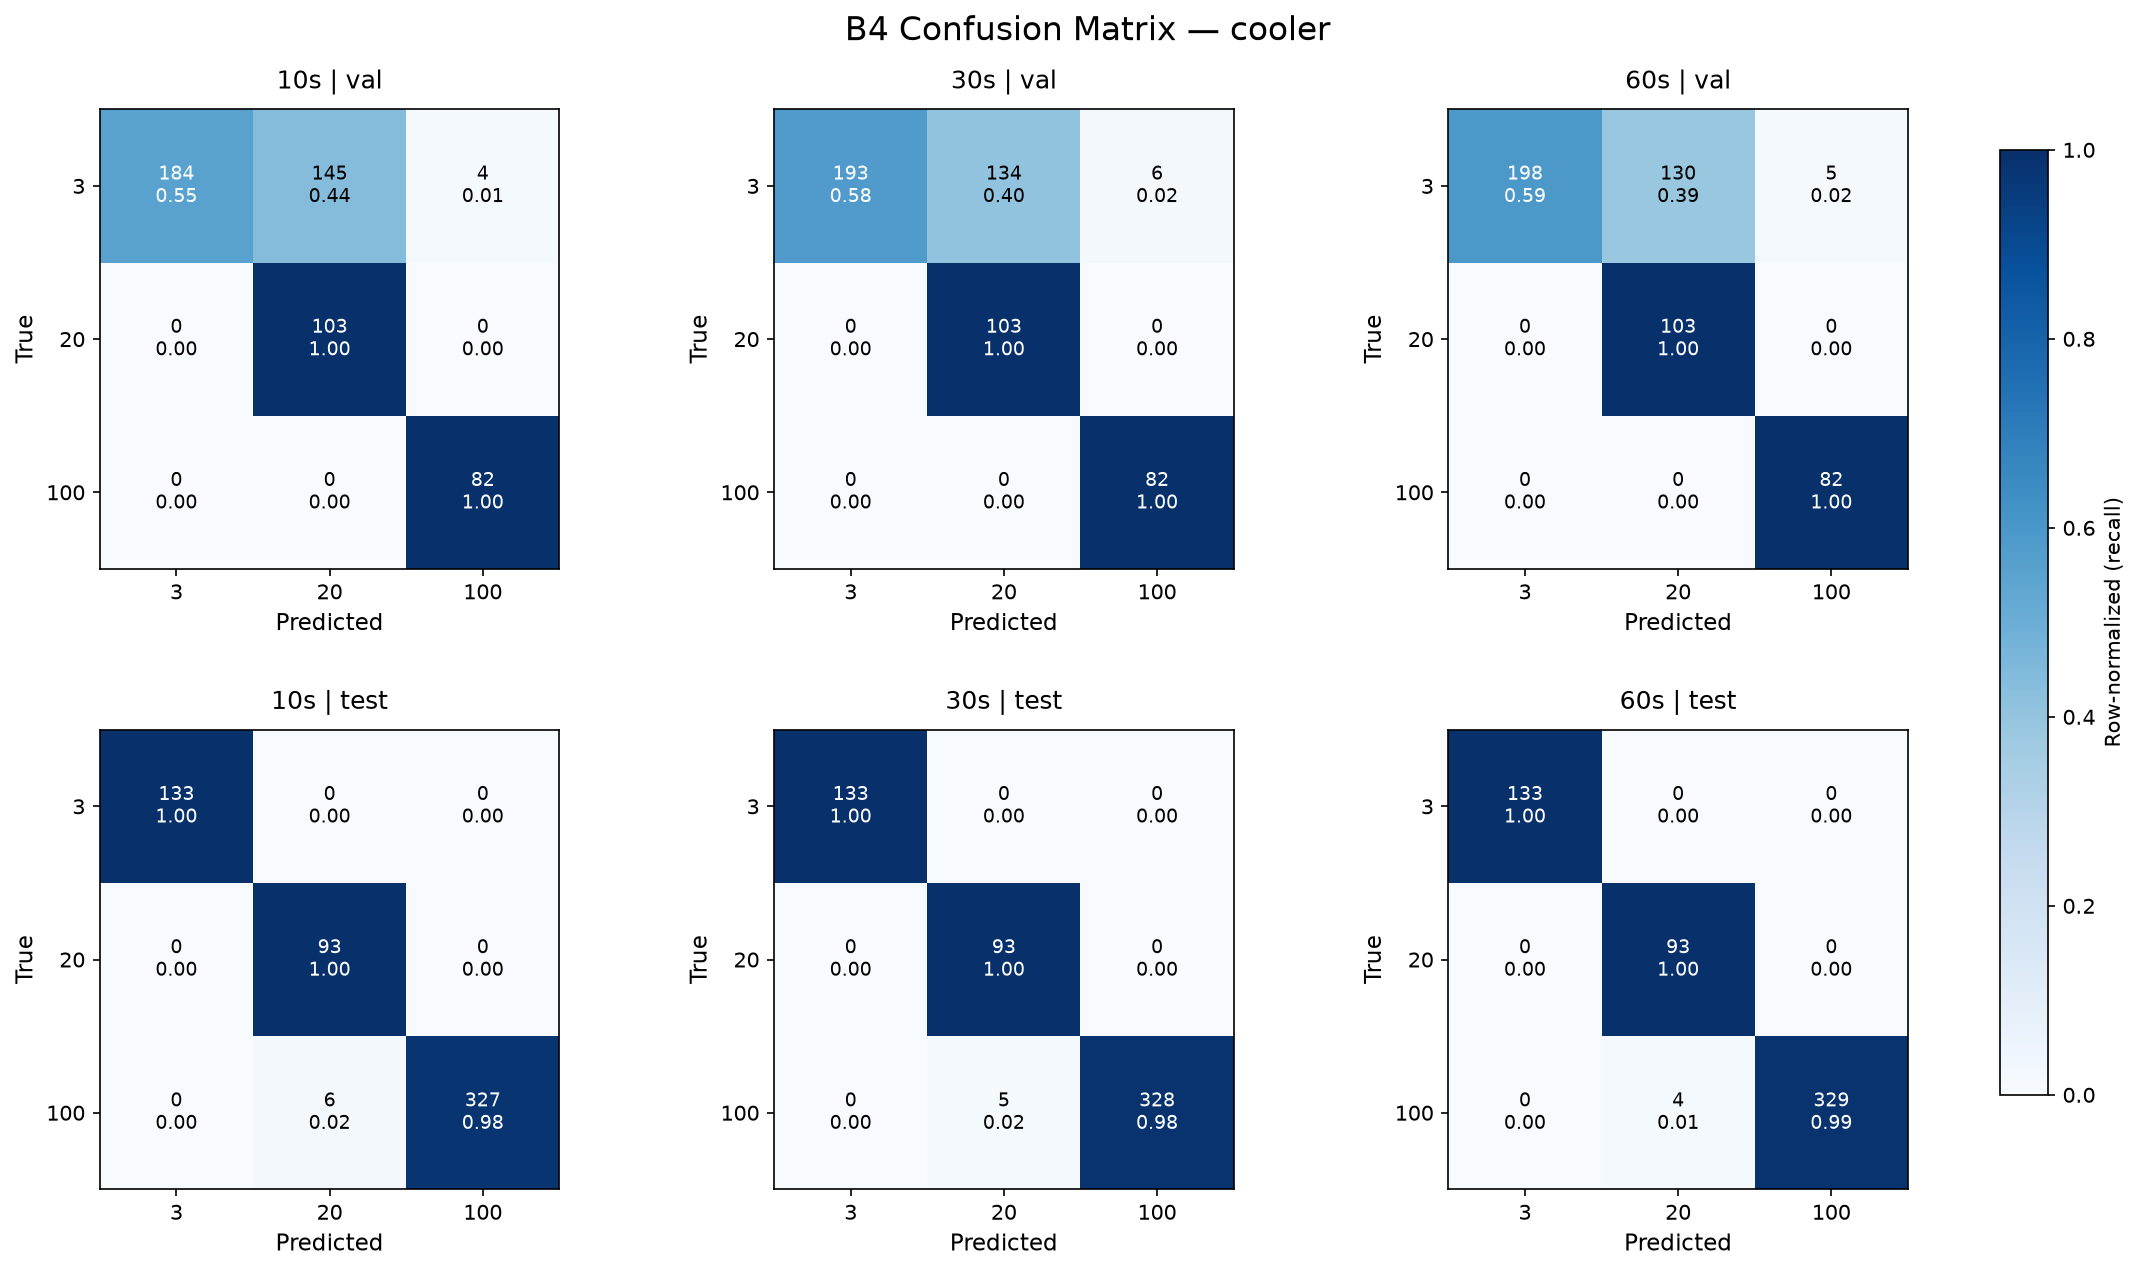 B4 Confusion Matrix — cooler
10s | val
184 145 4
0.55 0.44 0.01
3
0 103 0
0.00 1.00 0.00
20
0 0 82
0.00 0.00 1.00
100
3 20 100
Predicted
True
30s | val
193 134 6
0.58 0.40 0.02
3
0 103 0
0.00 1.00 0.00
20
0 0 82
0.00 0.00 1.00
100
3 20 100
Predicted
True
60s | val
198 130 5
0.59 0.39 0.02
3
0 103 0
0.00 1.00 0.00
20
0 0 82
0.00 0.00 1.00
100
3 20 100
Predicted
True
10s | test
133 0 0
1.00 0.00 0.00
3
0 93 0
0.00 1.00 0.00
20
0 6 327
0.00 0.02 0.98
100
3 20 100
Predicted
True
30s | test
133 0 0
1.00 0.00 0.00
3
0 93 0
0.00 1.00 0.00
20
0 5 328
0.00 0.02 0.98
100
3 20 100
Predicted
True
60s | test
133 0 0
1.00 0.00 0.00
3
0 93 0
0.00 1.00 0.00
20
0 4 329
0.00 0.01 0.99
100
3 20 100
Predicted
True
1.0
0.8
0.6
0.4
0.2
0.0
Row-normalized (recall)